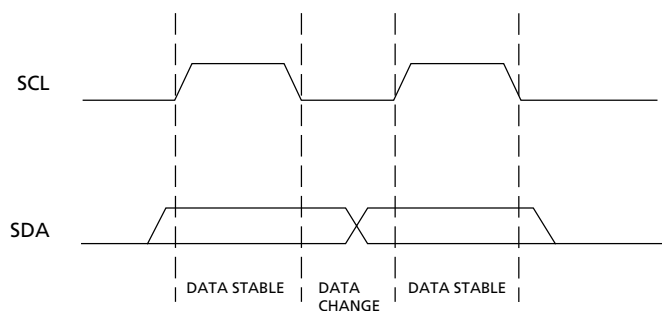 SCL
SDA
DATA STABLE
DATA
CHANGE
DATA STABLE